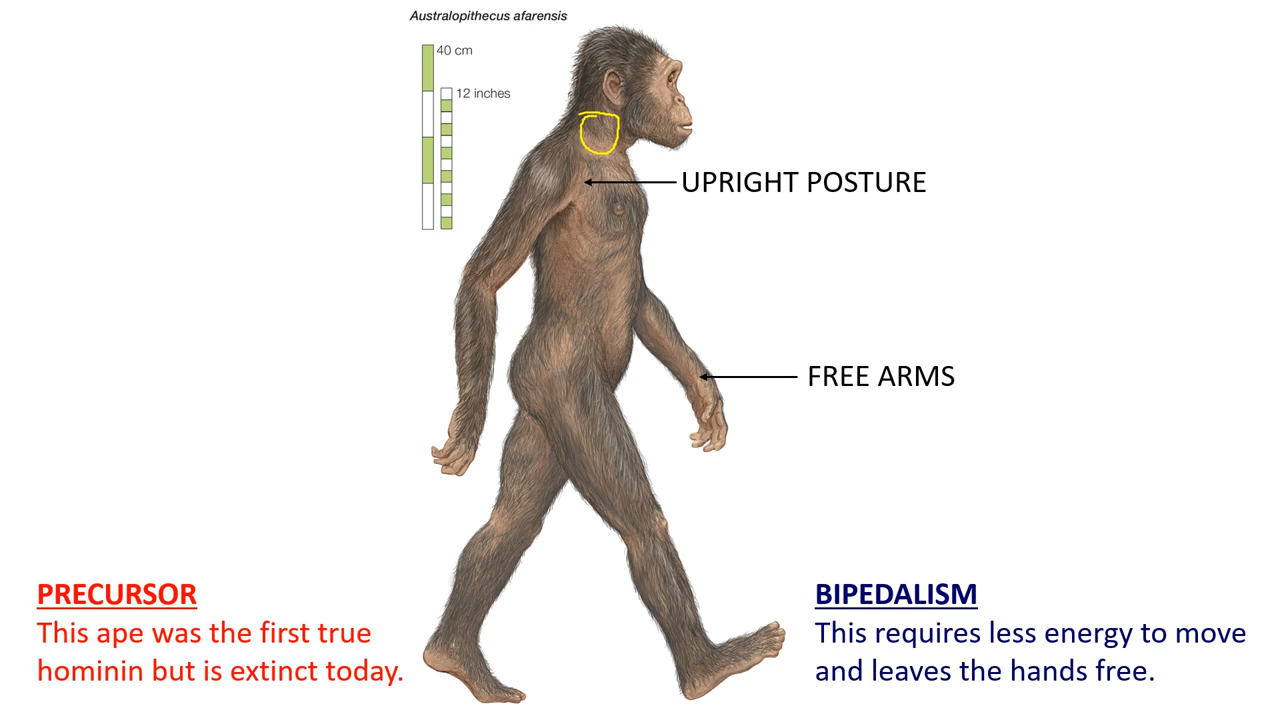 Australopithecus afarensis
40 cm
12 inches
UPRIGHT POSTURE
FREE ARMS
PRECURSOR
This ape was the first true
hominin but is extinct today.
BIPEDALISM
This requires less energy to move
and leaves the hands free.